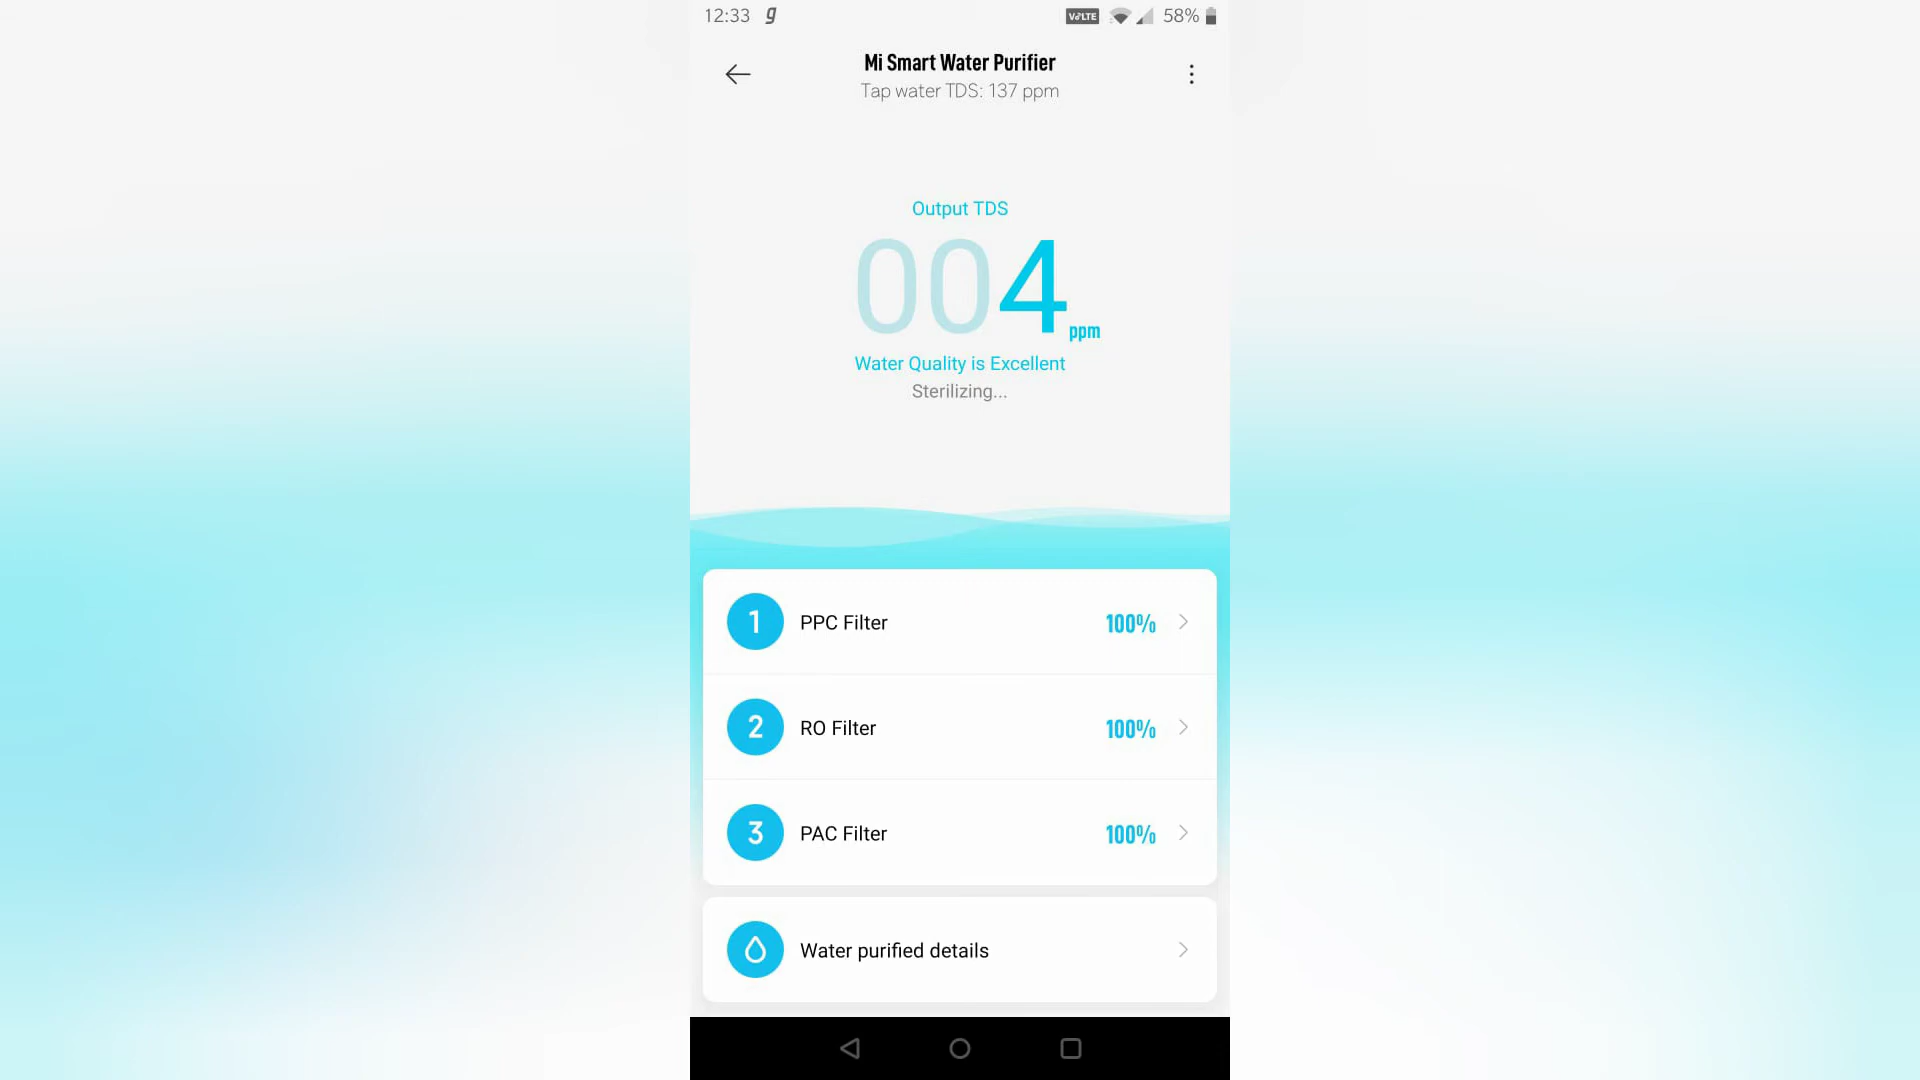 12:33 g VoLTE 58%
Mi Smart Water Purifier
Tap water TDS: 137 ppm
Output TDS
004 ppm
Water Quality is Excellent
Sterilizing...
1 PPC Filter 100%
2 RO Filter 100%
3 PAC Filter 100%
Water purified details